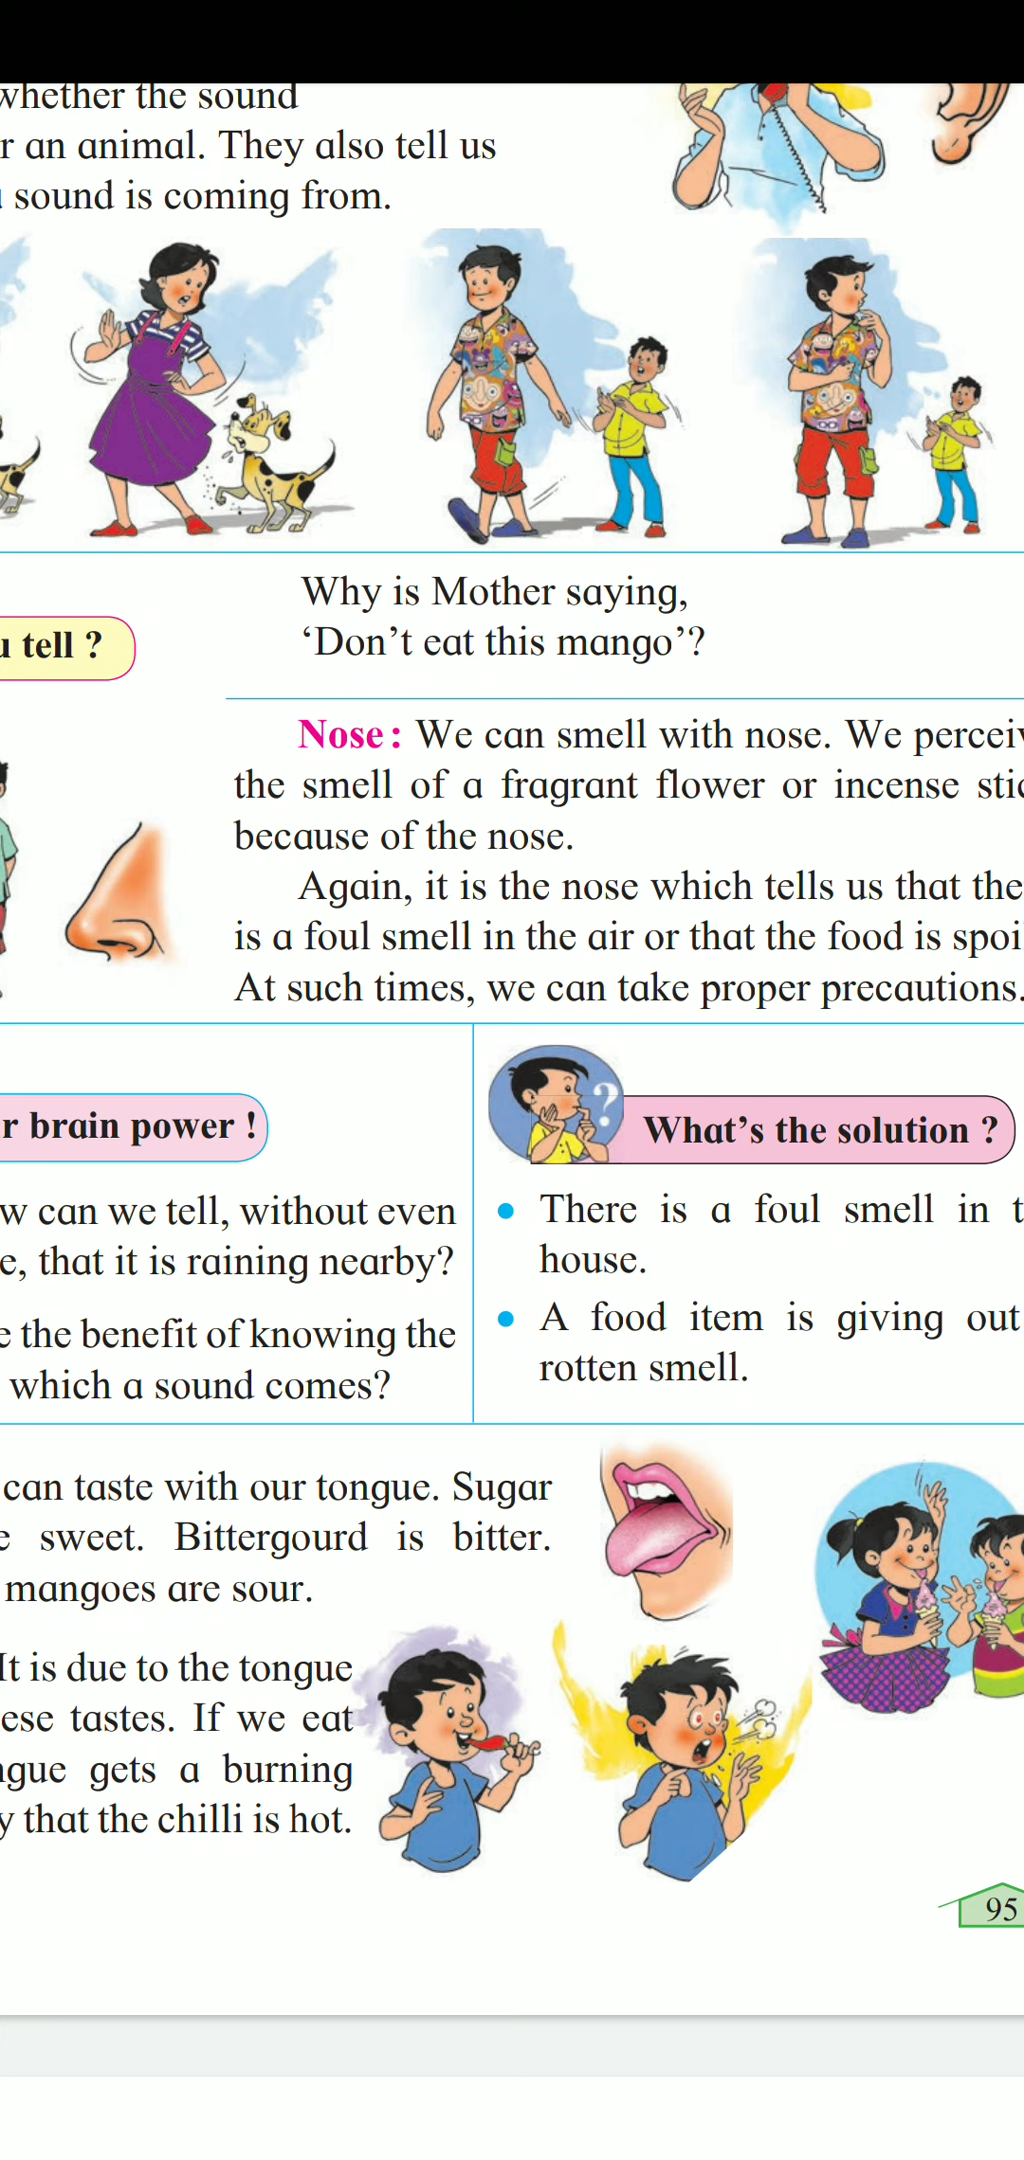 whether the sound
r an animal. They also tell us
sound is coming from.
Why is Mother saying,
‘Don’t eat this mango’?
u tell ?
Nose : We can smell with nose. We perceiv
the smell of a fragrant flower or incense stic
because of the nose.
Again, it is the nose which tells us that the
is a foul smell in the air or that the food is spoi
At such times, we can take proper precautions.
r brain power !
w can we tell, without even
e, that it is raining nearby?
e the benefit of knowing the
which a sound comes?
?
What’s the solution ?
• There is a foul smell in t
house.
• A food item is giving out
rotten smell.
can taste with our tongue. Sugar
e sweet. Bittergourd is bitter.
mangoes are sour.
It is due to the tongue
ese tastes. If we eat
ngue gets a burning
y that the chilli is hot.
95